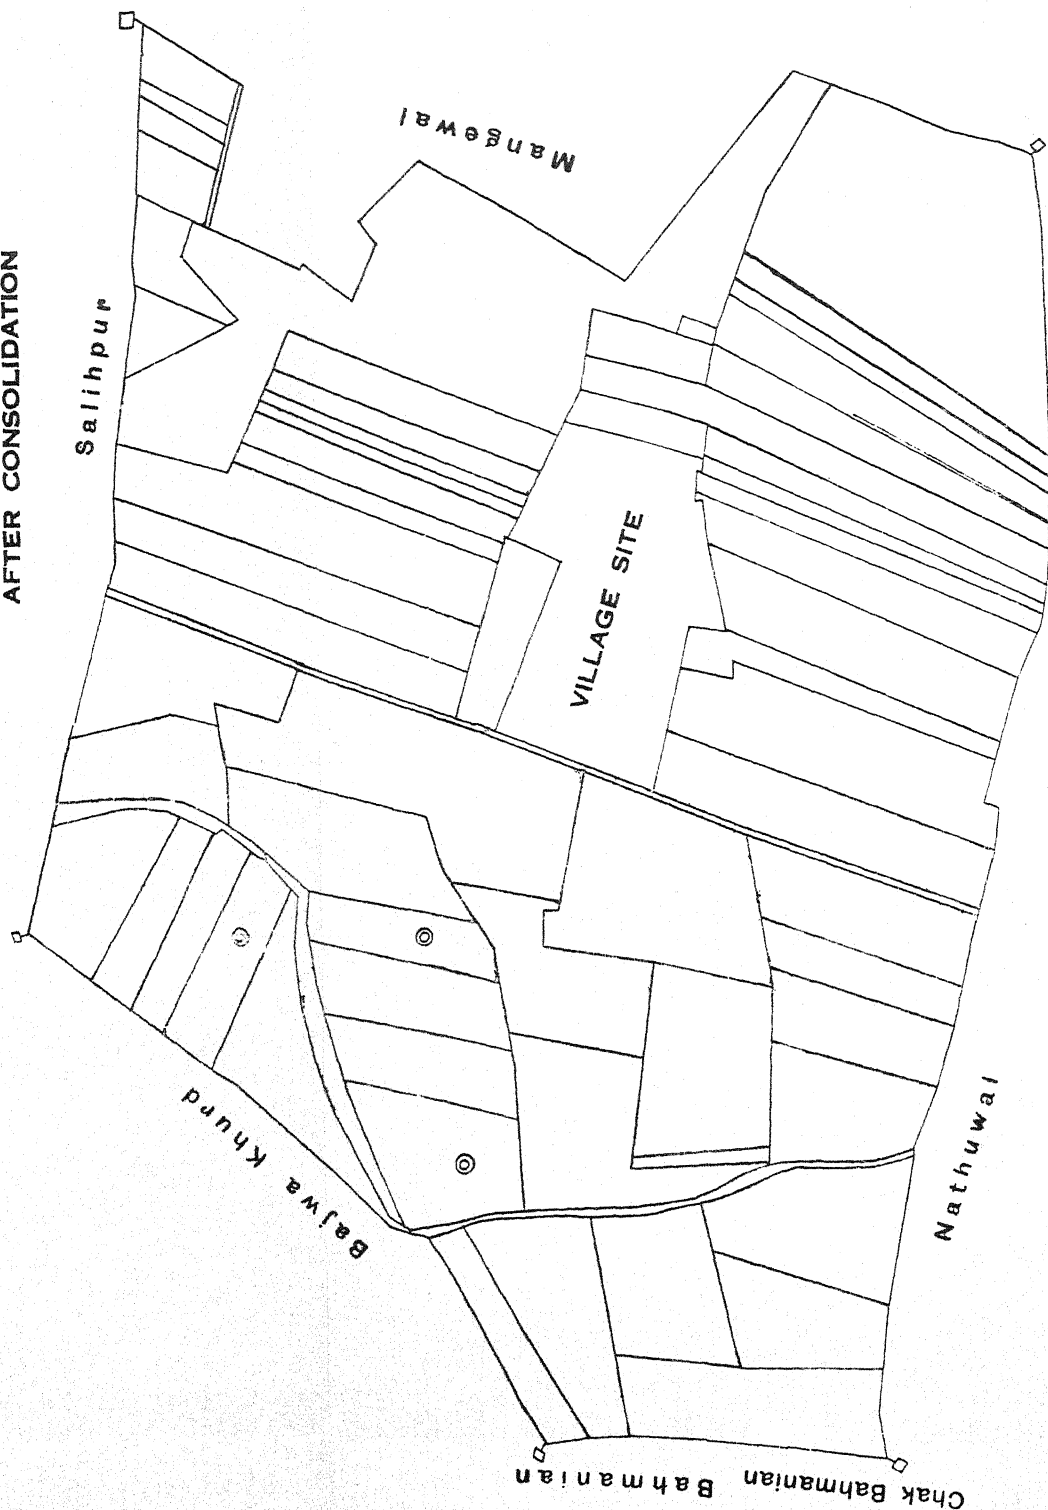 AFTER CONSOLIDATION
Salihpur
Mangewal
VILLAGE SITE
Bajwa Khurd
Nathuwal
Bahmanian
Chak Bahmanian